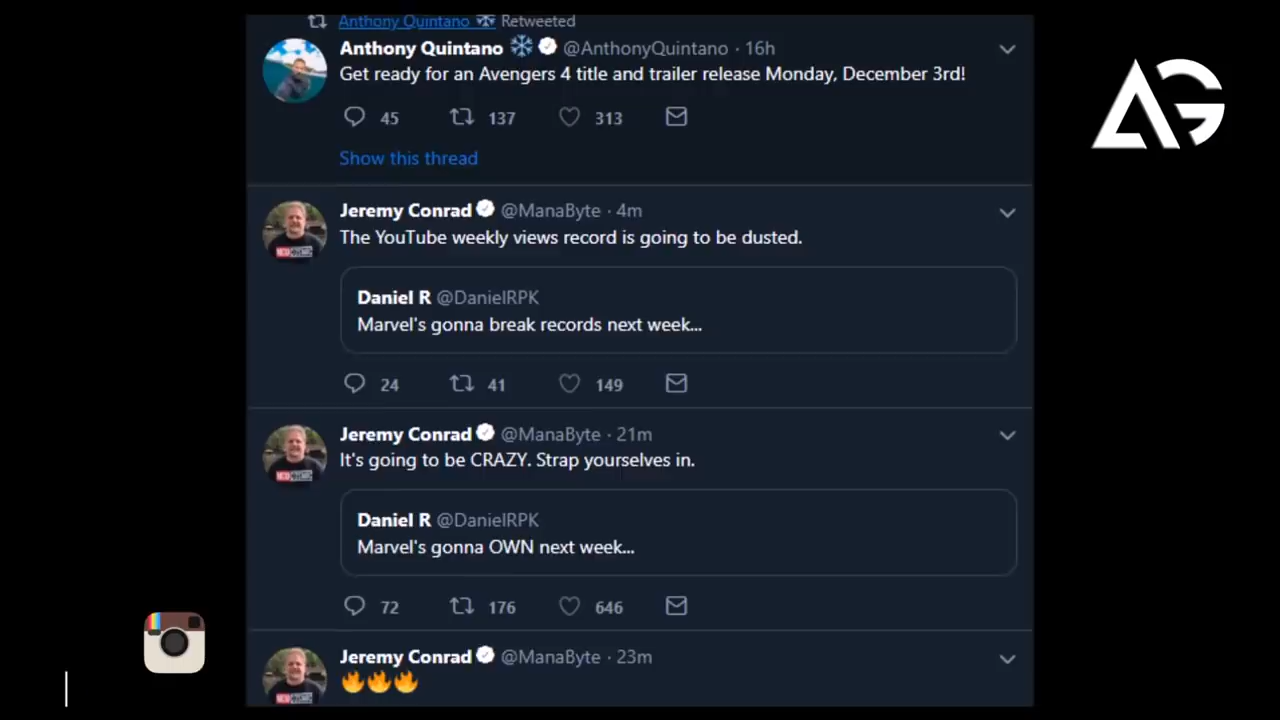 Anthony Quintano ❄ Retweeted
Anthony Quintano ❄ @AnthonyQuintano · 16h
Get ready for an Avengers 4 title and trailer release Monday, December 3rd!
45 137 313
Show this thread
Jeremy Conrad @ManaByte · 4m
The YouTube weekly views record is going to be dusted.
Daniel R @DanielRPK
Marvel's gonna break records next week...
24 41 149
Jeremy Conrad @ManaByte · 21m
It's going to be CRAZY. Strap yourselves in.
Daniel R @DanielRPK
Marvel's gonna OWN next week...
72 176 646
Jeremy Conrad @ManaByte · 23m
🔥🔥🔥
AG